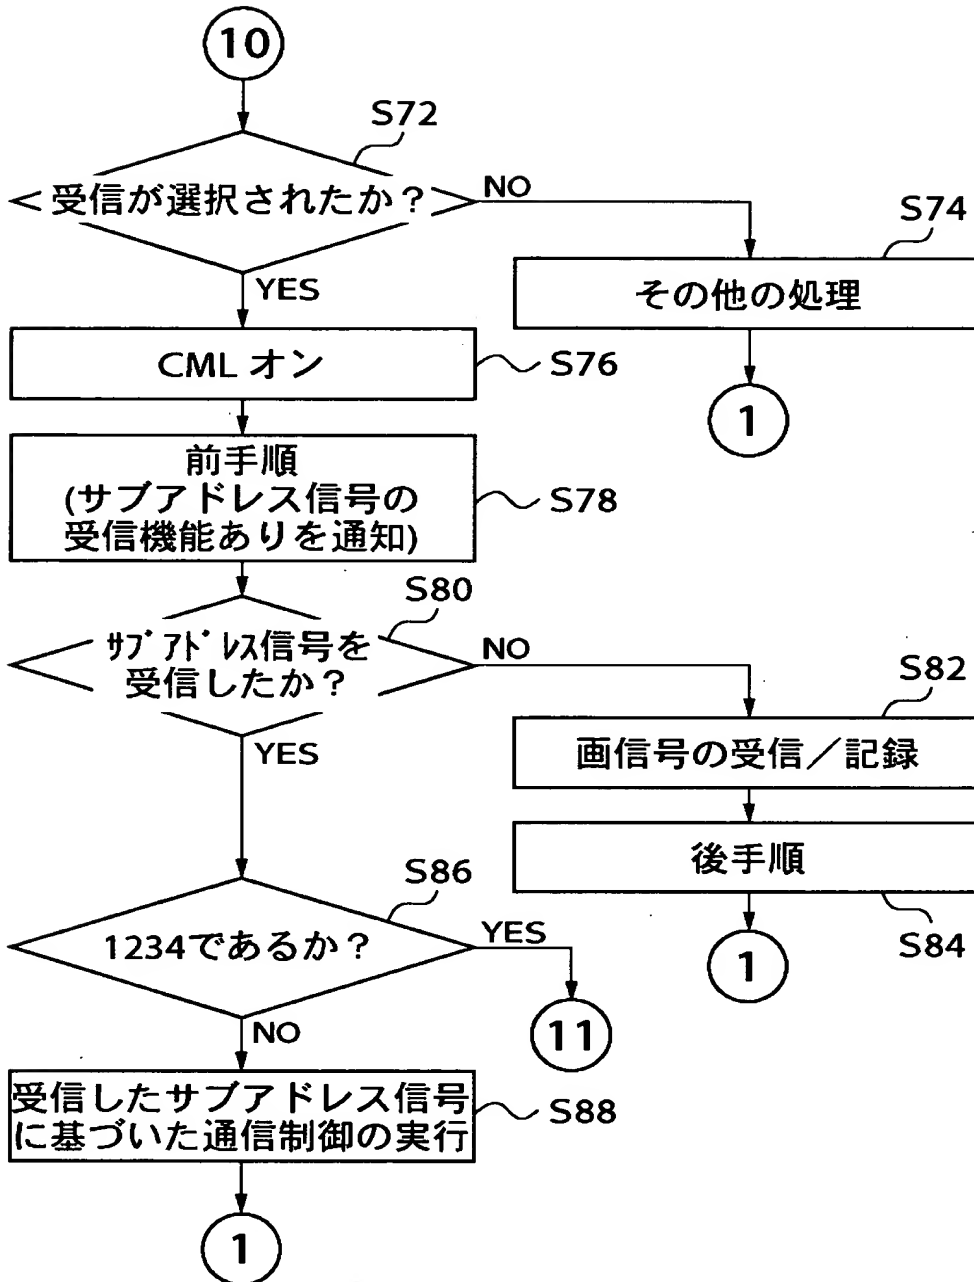 10
S72
受信が選択されたか？
NO
YES
S74
その他の処理
1
CML オン
S76
前手順
(サブアドレス信号の
受信機能ありを通知)
S78
S80
ｻﾌﾞｱﾄﾞﾚｽ信号を
受信したか？
NO
YES
S82
画信号の受信／記録
後手順
S84
1
S86
1234であるか？
YES
11
NO
受信したサブアドレス信号
に基づいた通信制御の実行
S88
1